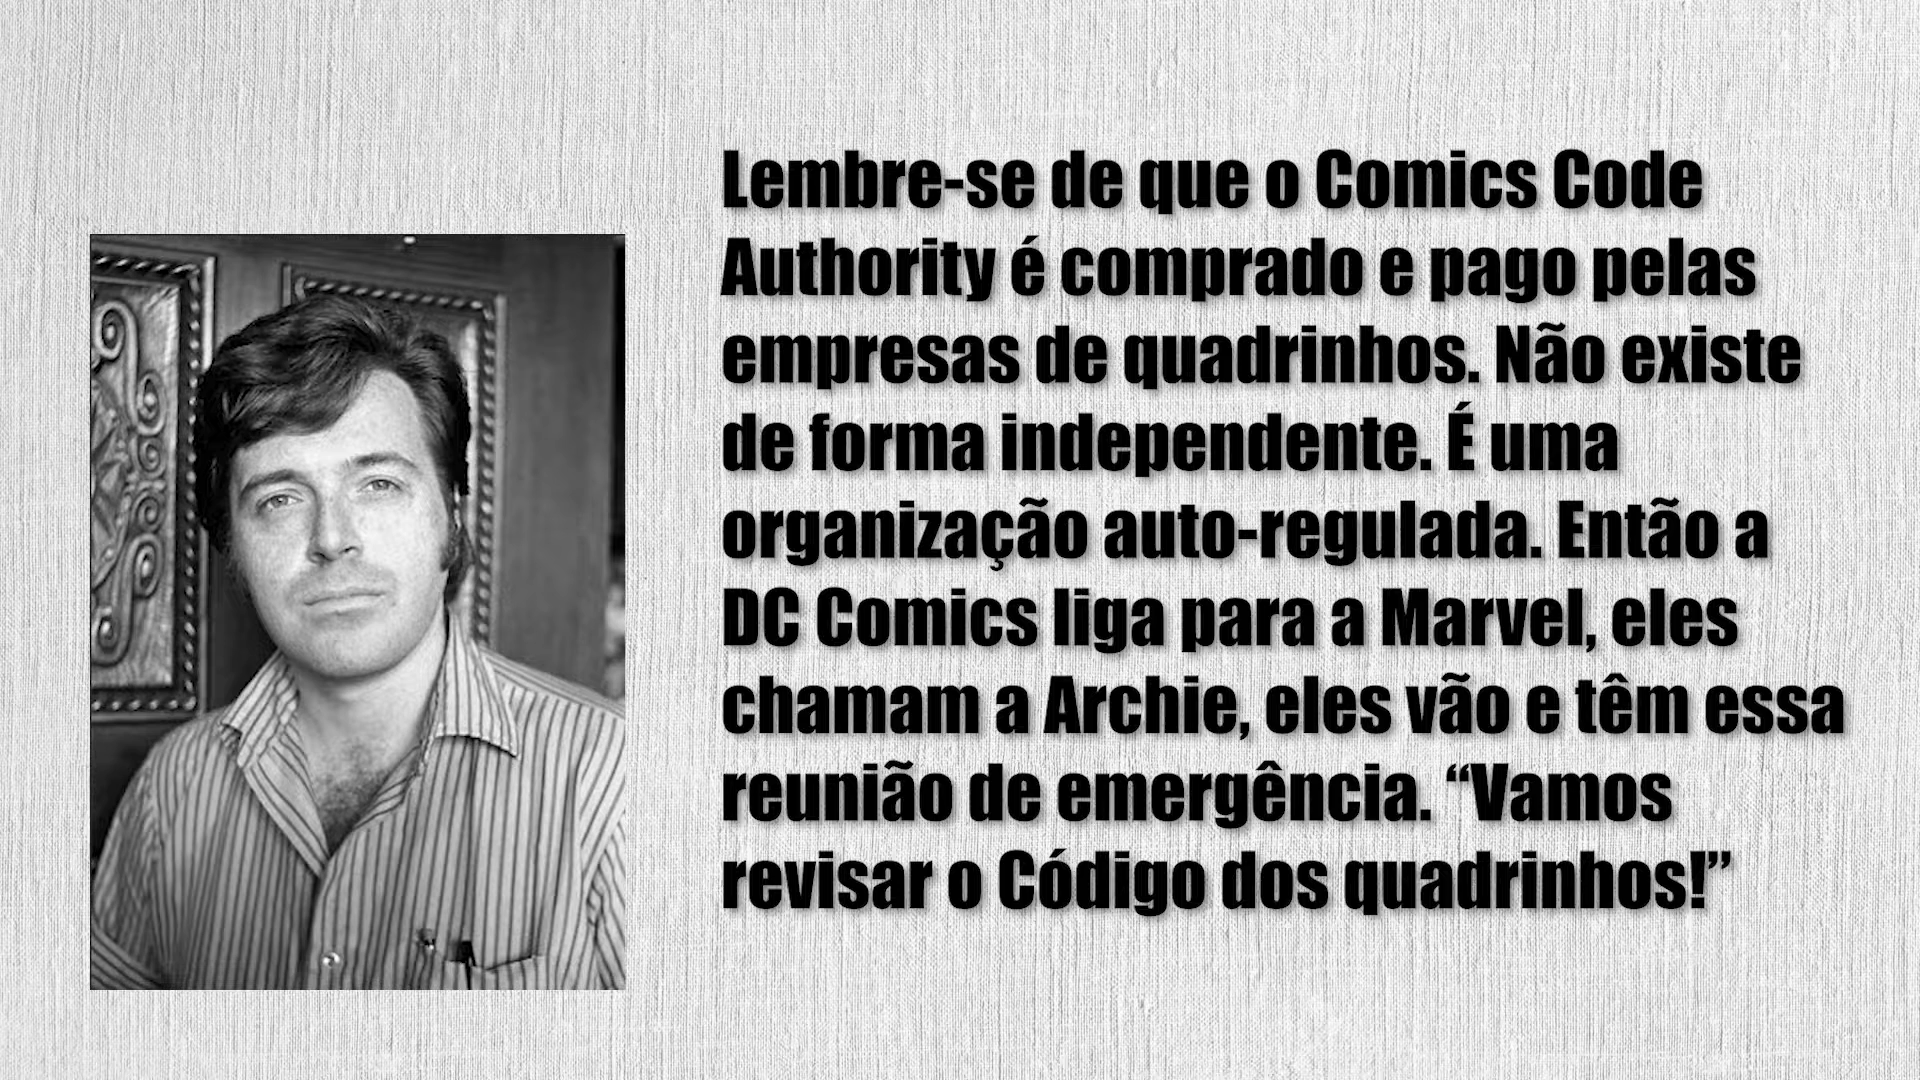 Lembre-se de que o Comics Code
Authority é comprado e pago pelas
empresas de quadrinhos. Não existe
de forma independente. É uma
organização auto-regulada. Então a
DC Comics liga para a Marvel, eles
chamam a Archie, eles vão e têm essa
reunião de emergência. “Vamos
revisar o Código dos quadrinhos!”